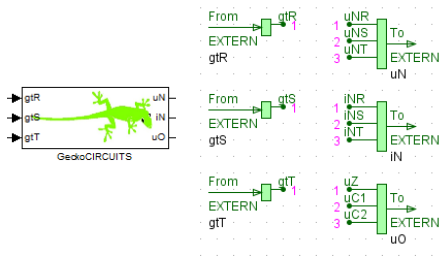 gtR
gtS
gtT
uN
iN
uO
GeckoCIRCUITS
From
EXTERN
gtR
gtR
1
uNR
1
uNS
2
uNT
3
To
EXTERN
uN
From
EXTERN
gtS
gtS
1
iNR
1
iNS
2
iNT
3
To
EXTERN
iN
From
EXTERN
gtT
gtT
1
uZ
1
uC1
2
uC2
3
To
EXTERN
uO